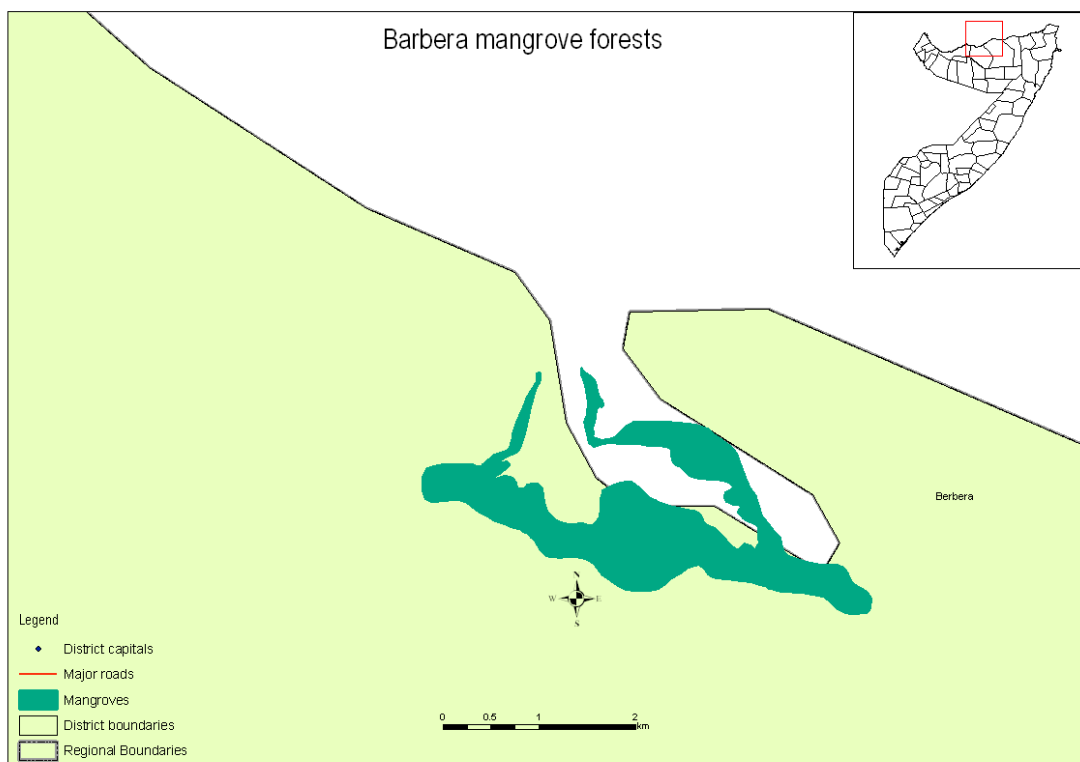 Barbera mangrove forests
Berbera
N
W E
S
Legend
District capitals
Major roads
Mangroves
District boundaries
Regional Boundaries
0 0.5 1 2
km